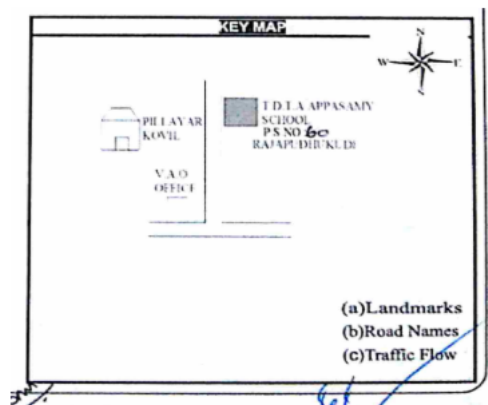 KEY MAP
N
W
E
S
PILLAYAR
KOVIL
T.D.T.A APPASAMY
SCHOOL
P S NO 60
RAJAPUDHUKUDI
V.A.O
OFFICE
(a)Landmarks
(b)Road Names
(c)Traffic Flow